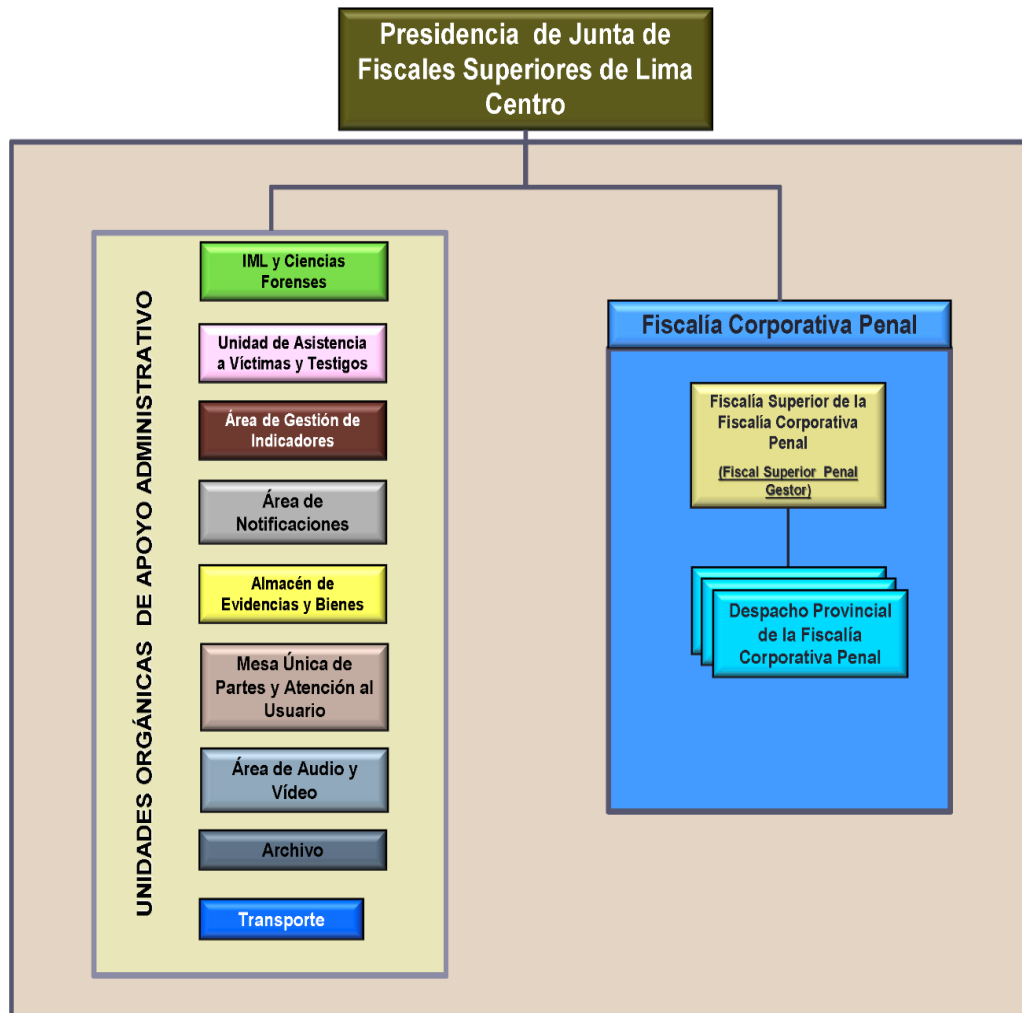 Presidencia de Junta de
Fiscales Superiores de Lima
Centro
UNIDADES ORGÁNICAS DE APOYO ADMINISTRATIVO
IML y Ciencias
Forenses
Unidad de Asistencia
a Víctimas y Testigos
Área de Gestión de
Indicadores
Área de
Notificaciones
Almacén de
Evidencias y Bienes
Mesa Única de
Partes y Atención al
Usuario
Área de Audio y
Vídeo
Archivo
Transporte
Fiscalía Corporativa Penal
Fiscalía Superior de la
Fiscalía Corporativa
Penal
(Fiscal Superior Penal
Gestor)
Despacho Provincial
de la Fiscalía
Corporativa Penal